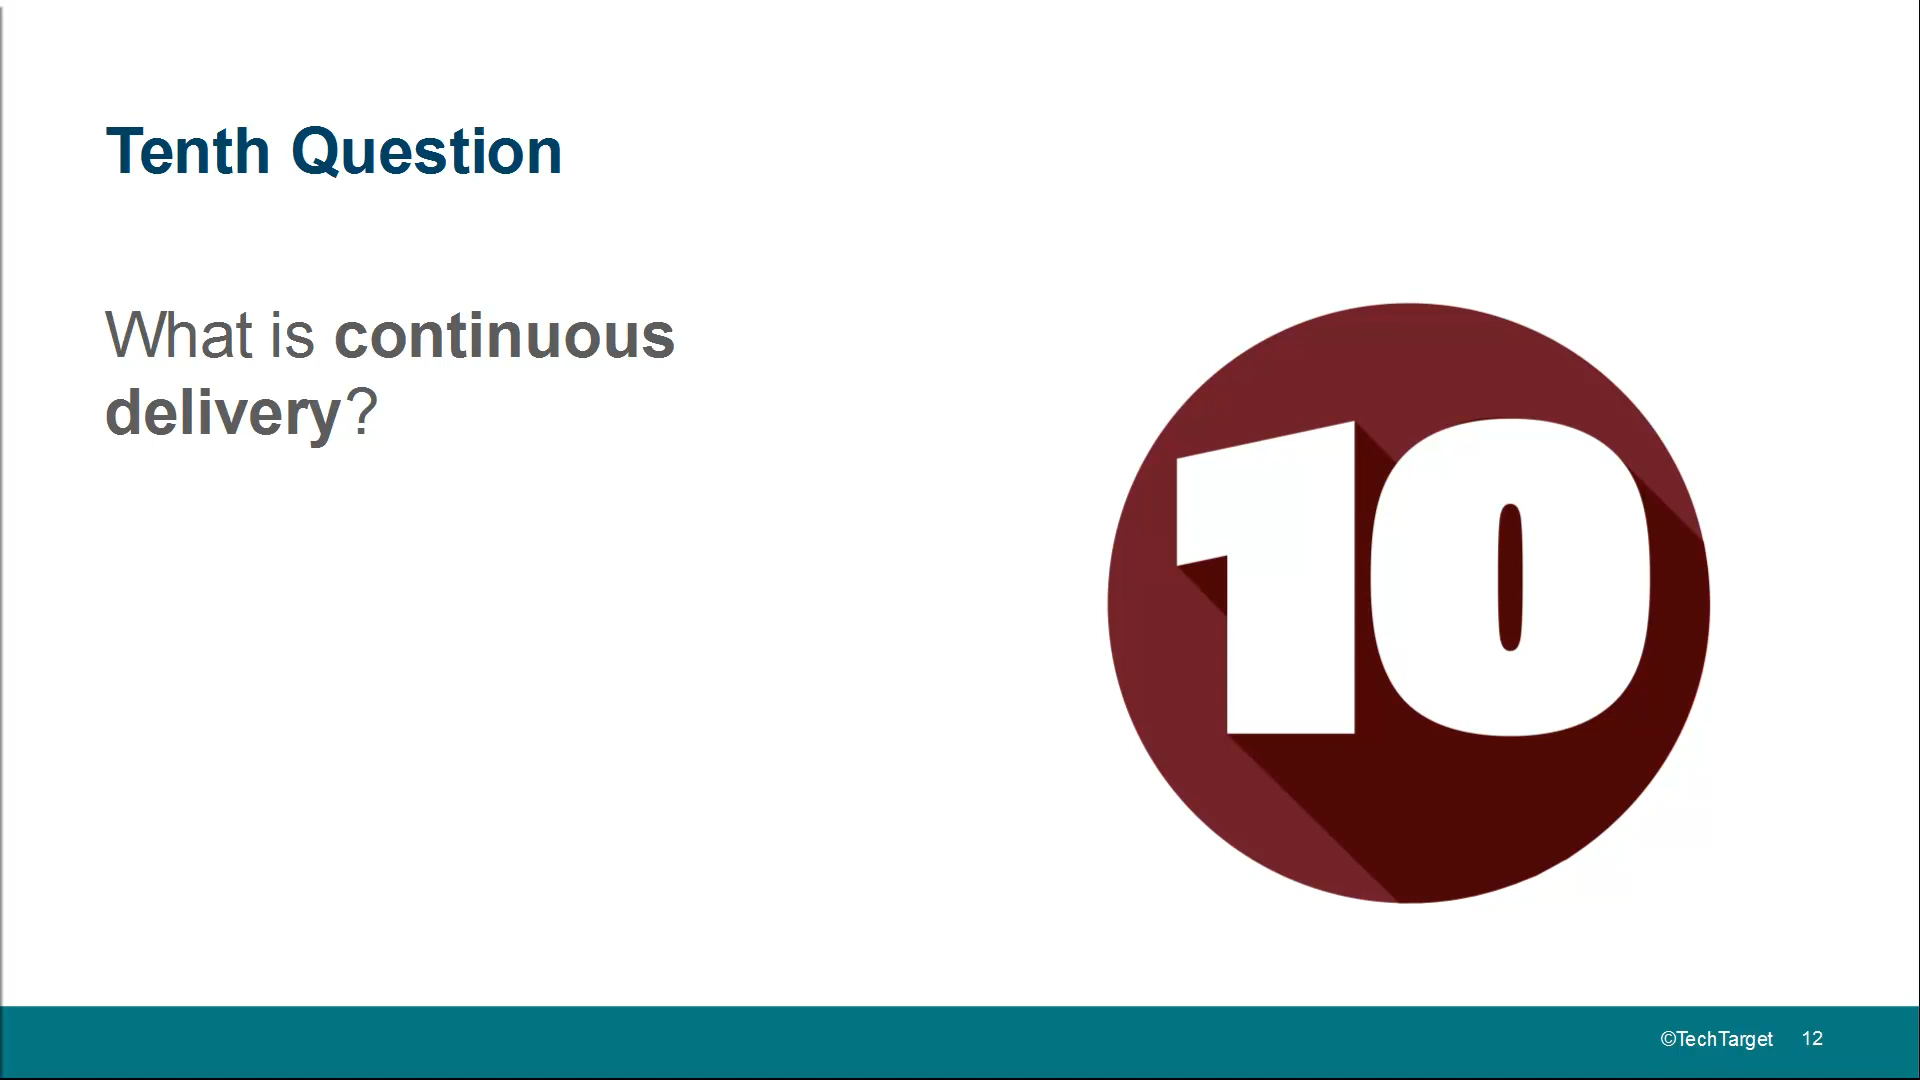 Tenth Question
What is continuous
delivery?
10
©TechTarget 12